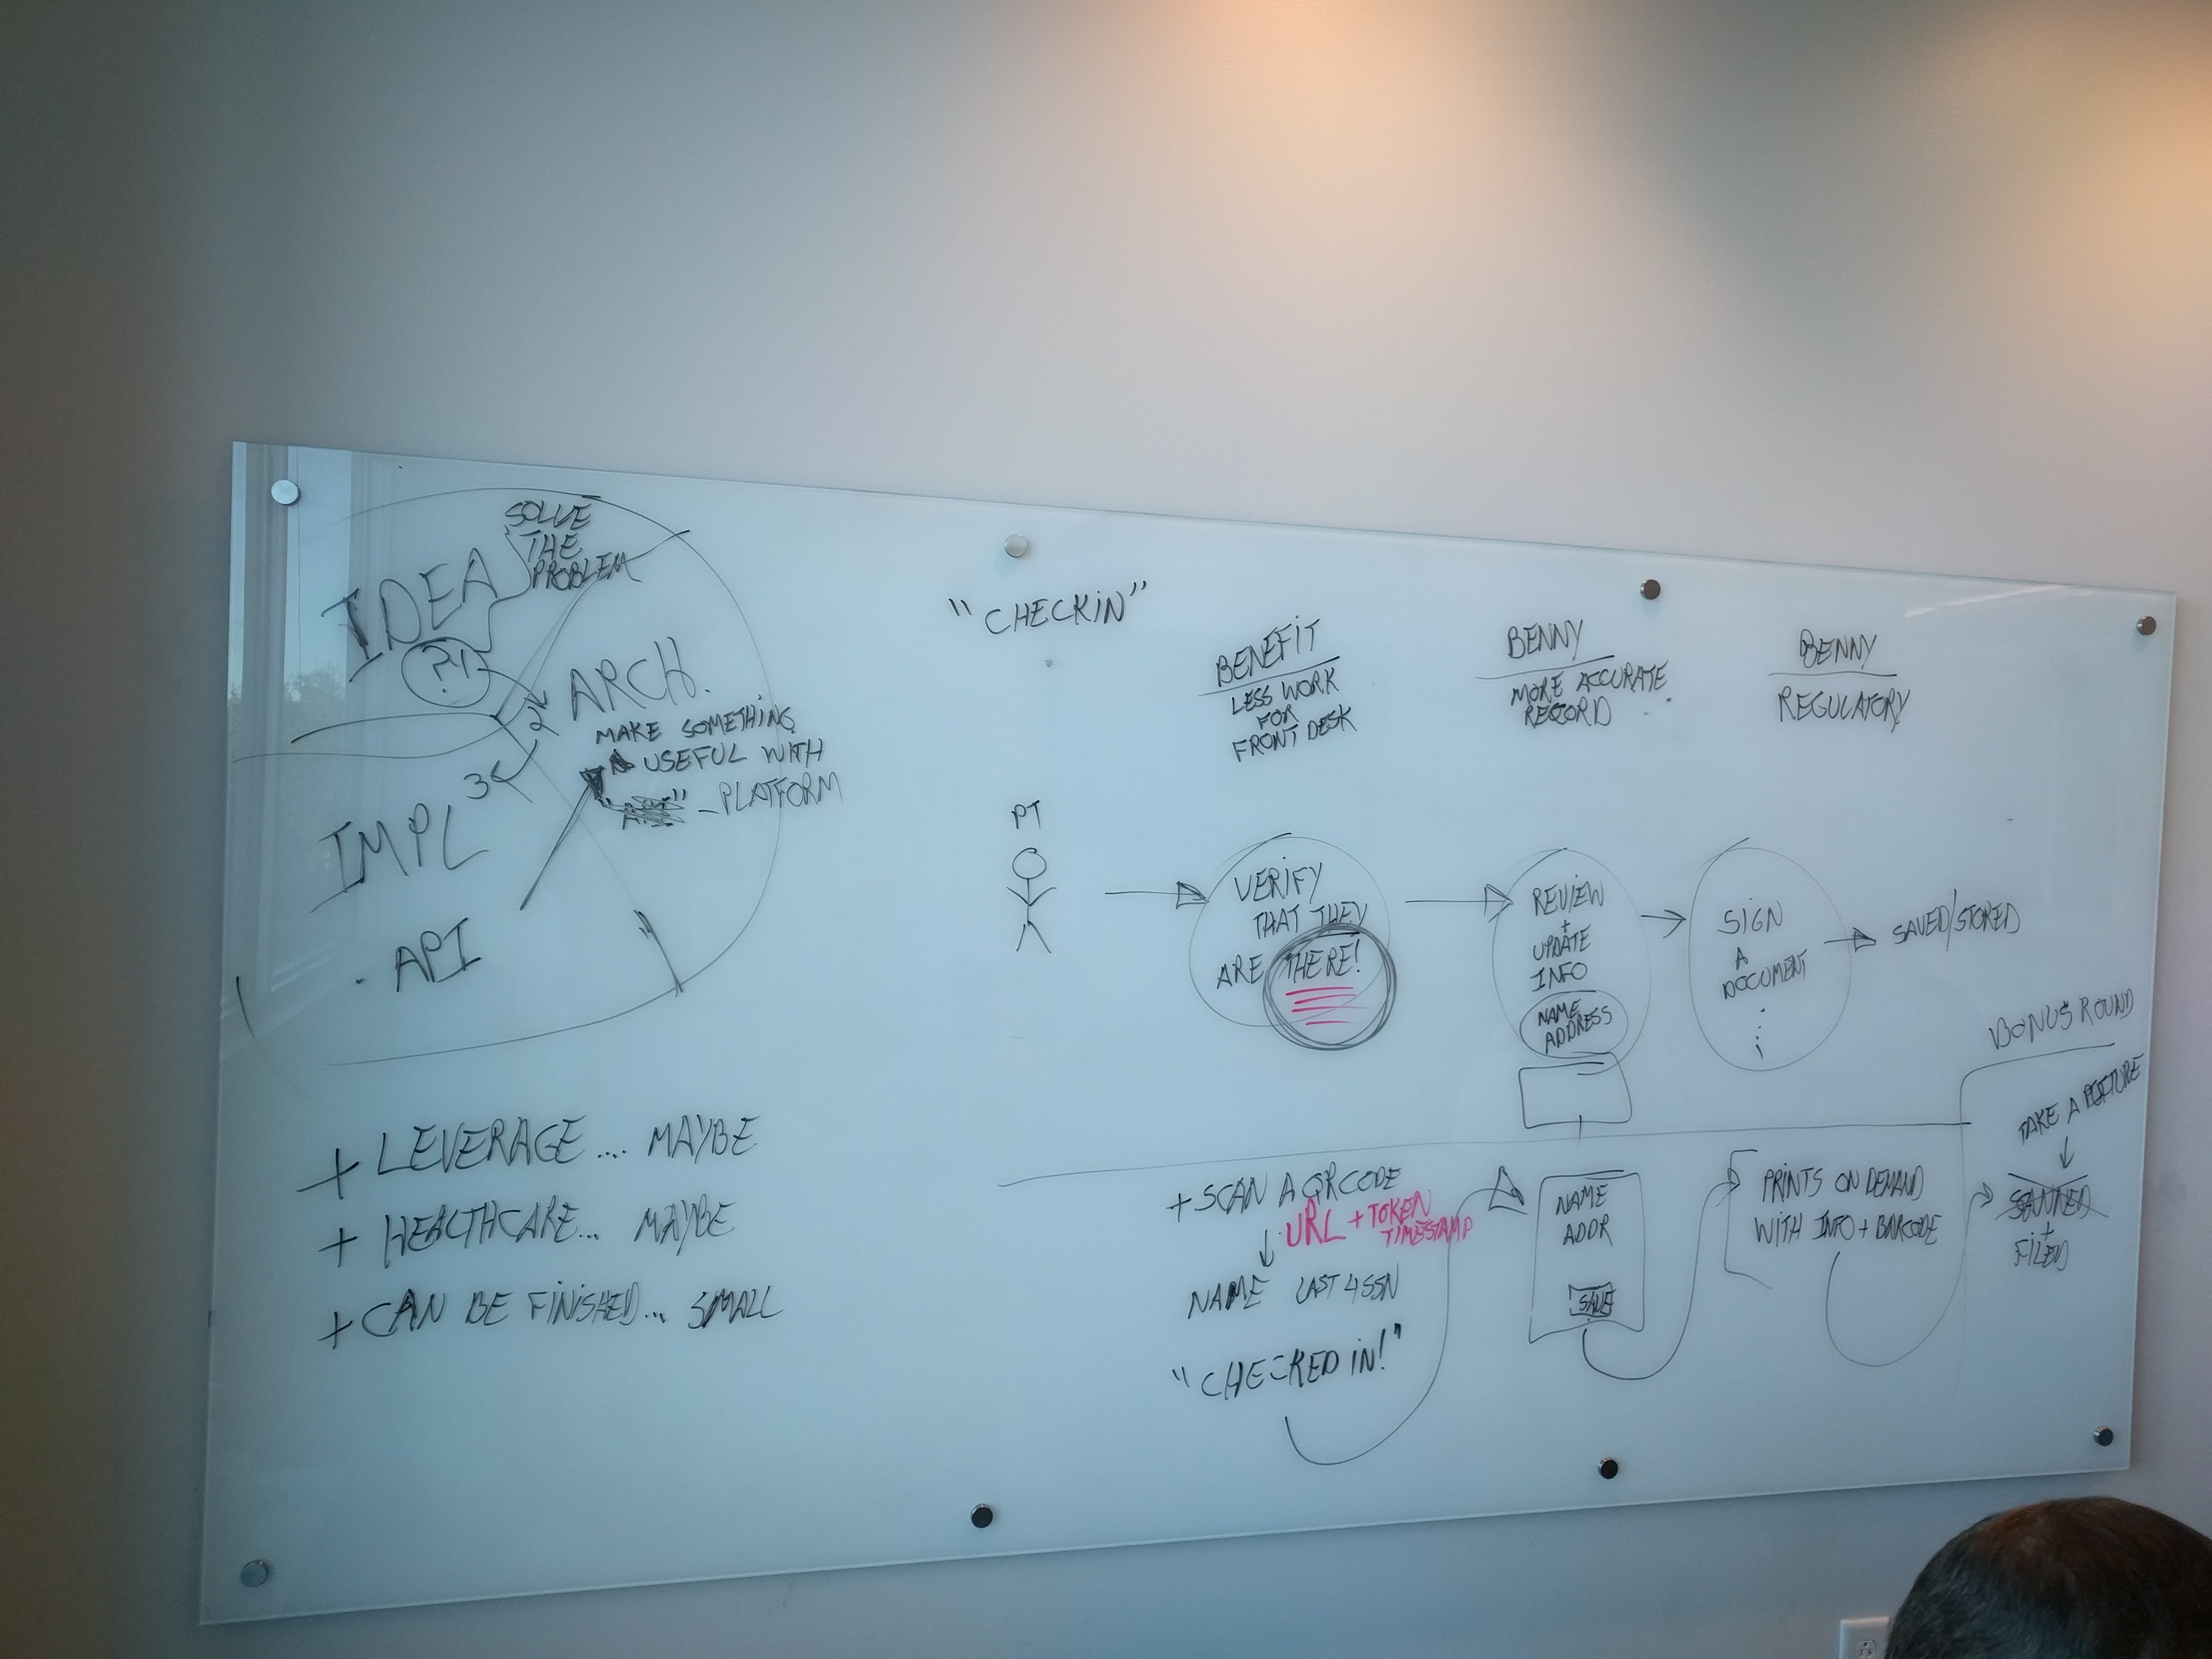 IDEA
SOLVE
THE
PROBLEM
?!
2
ARCH.
MAKE SOMETHING
USEFUL WITH
PLATFORM
3
IMPL
. API
+ LEVERAGE.... MAYBE
+ HEALTHCARE... MAYBE
+ CAN BE FINISHED... SMALL
"CHECKIN"
BENEFIT
LESS WORK
FOR
FRONT DESK
BENNY
MORE ACCURATE
RECORD
BENNY
REGULATORY
PT
VERIFY
THAT THEY
ARE THERE!
REVIEW
+
UPDATE
INFO
NAME
ADDRESS
SIGN
A
DOCUMENT
SAVED/STORED
+ SCAN A QRCODE
URL + TOKEN
TIMESTAMP
NAME LAST 4 SSN
"CHECKED IN!"
NAME
ADDR
SAVE
PRINTS ON DEMAND
WITH INFO + BARCODE
BONUS ROUND
TAKE A PICTURE
SCANNED
+
FILED